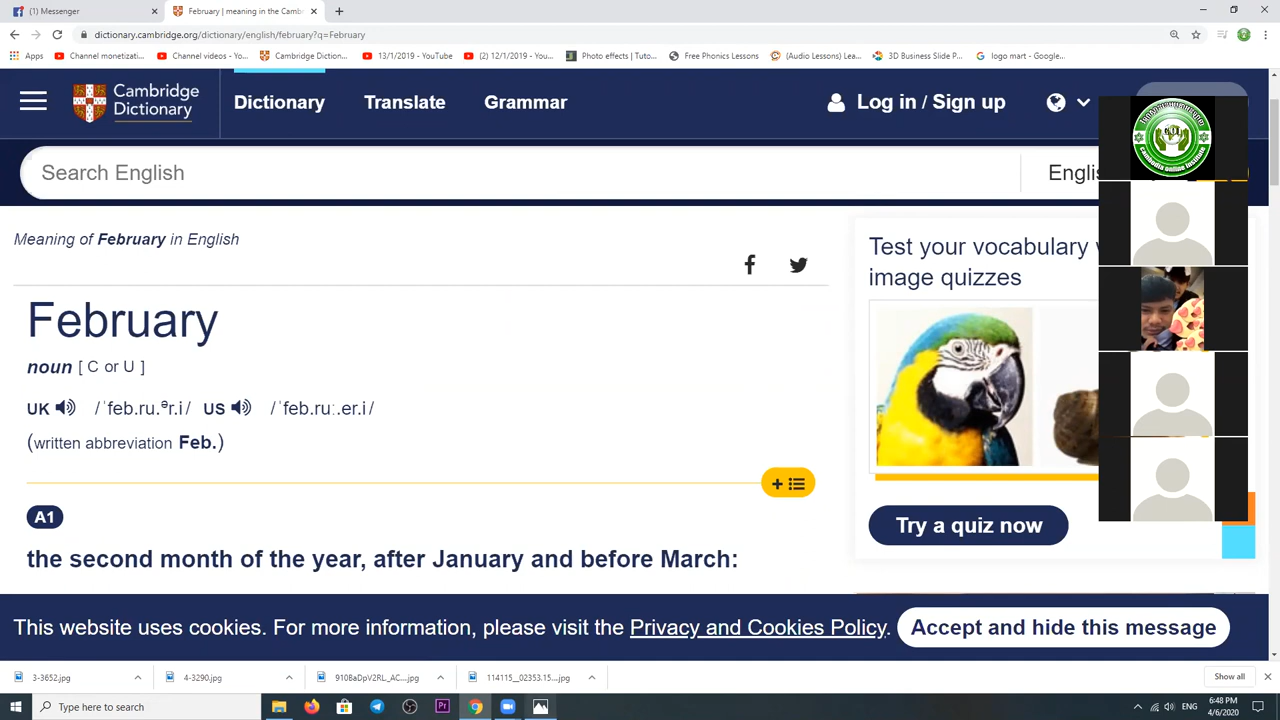 (1) Messenger
February | meaning in the Camb
dictionary.cambridge.org/dictionary/english/february?q=February
Apps
Channel monetizati...
Channel videos - Yo...
Cambridge Diction...
13/1/2019 - YouTube
(2) 12/1/2019 - YouT...
Photo effects | Tuto...
Free Phonics Lessons
(Audio Lessons) Lea...
3D Business Slide P...
logo mart - Google...
Cambridge
Dictionary
Dictionary
Translate
Grammar
Log in / Sign up
Search English
Englis
Meaning of February in English
February
noun [ C or U ]
UK /ˈfeb.ru.ᵊr.i/ US /ˈfeb.ruː.er.i/
(written abbreviation Feb.)
A1
the second month of the year, after January and before March:
Test your vocabulary
image quizzes
Try a quiz now
Cambodia online institute
This website uses cookies. For more information, please visit the Privacy and Cookies Policy.
Accept and hide this message
3-3652.jpg
4-3290.jpg
910BaDpV2RL_AC....jpg
114115__02353.15....jpg
Show all
Type here to search
ENG
6:48 PM
4/6/2020